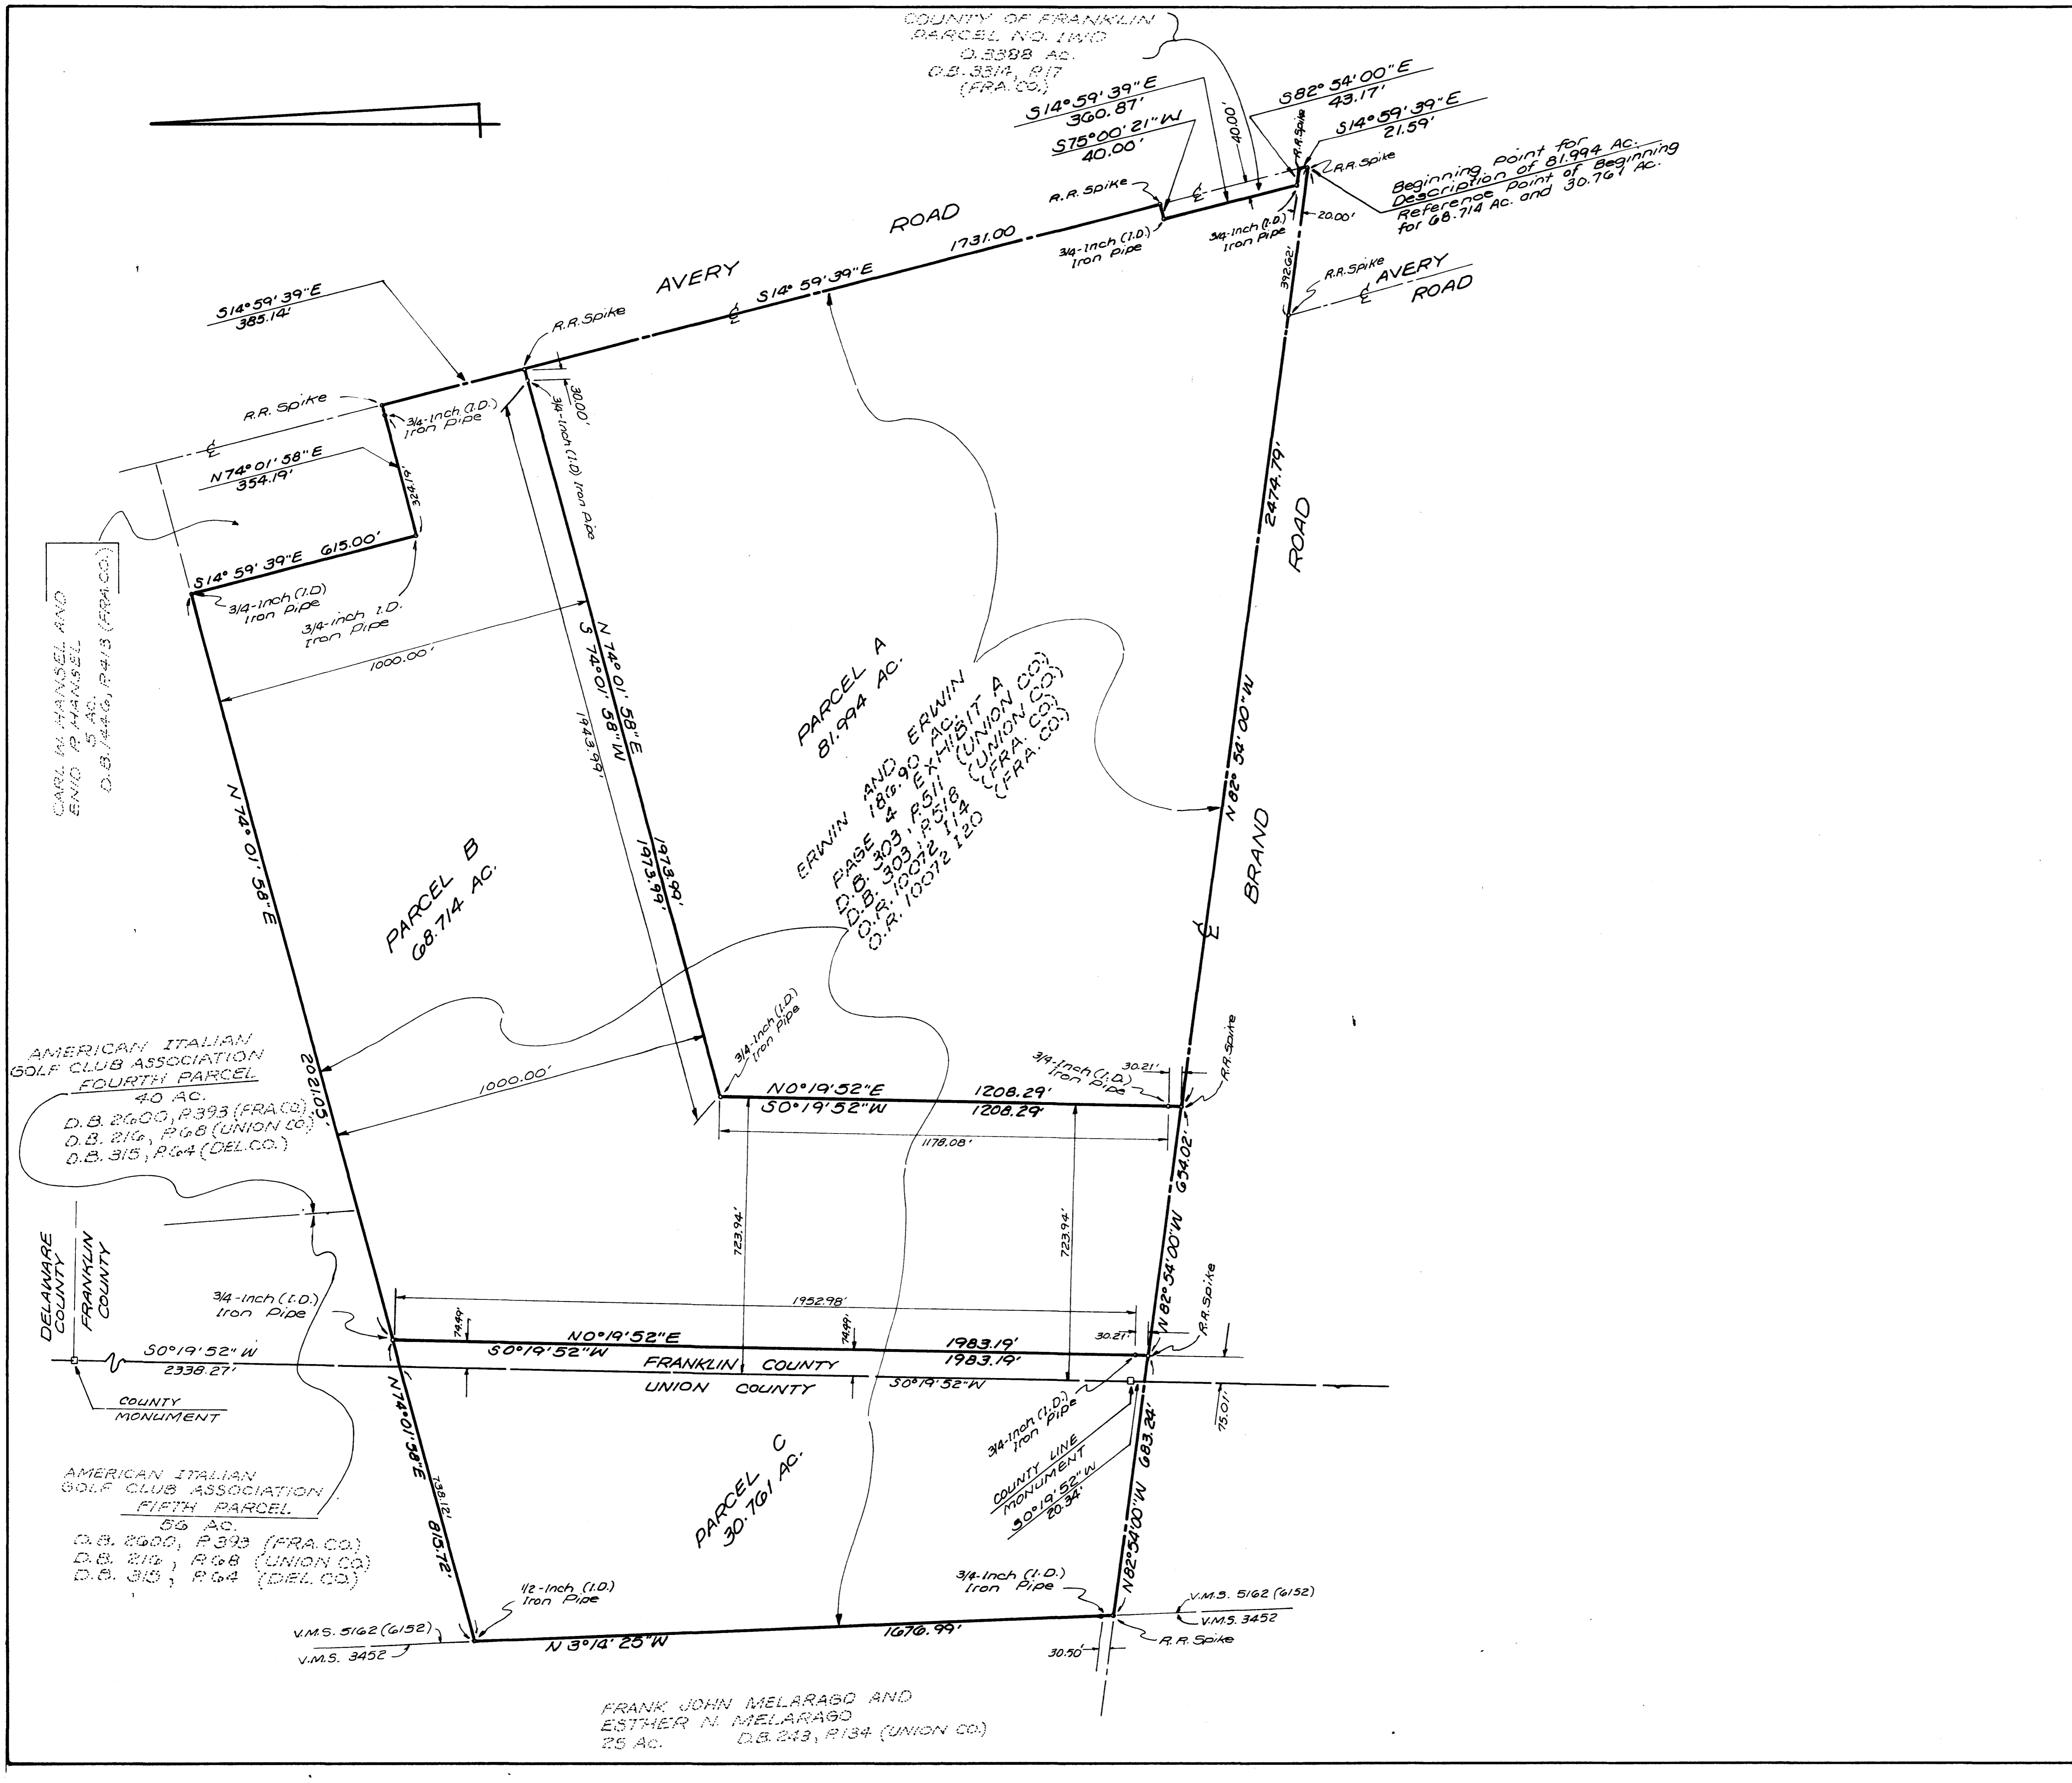 COUNTY OF FRANKLIN
PARCEL NO. TWO
0.3388 AC.
D.B. 3314, P.17
(FRA. CO.)
S14°59'39"E
360.87'
S75°00'21"W
40.00'
40.00'
S82°54'00"E
43.17'
S14°59'39"E
21.59'
R.R.Spike
R.R.Spike
Beginning Point for
Description of 81.994 AC.
Reference Point of Beginning
for 68.714 AC. and 30.761 AC.
R.R. Spike
3/4-Inch (I.D.)
Iron Pipe
3/4-Inch (I.D.)
Iron Pipe
20.00'
392.62'
R.R.Spike
℄ AVERY
ROAD
AVERY ROAD
S14°59'39"E 1731.00
℄
S14°59'39"E
385.14'
R.R.Spike
R.R. Spike
3/4-Inch (I.D.)
Iron Pipe
30.00'
3/4-Inch (I.D.) Iron Pipe
℄
N74°01'58"E
354.19'
324.19'
S14°59'39"E 615.00'
3/4-Inch (I.D)
Iron Pipe
3/4-Inch I.D.
Iron Pipe
CARL W. HANSEL AND
ENID P. HANSEL
5 AC.
D.B. 1446, P.413 (FRA.CO.)
1000.00'
N 74°01'58"E
S 74°01'58"W
1943.99'
1973.99'
1973.99'
PARCEL A
81.994 AC.
ERWIN AND ERWIN
186.90 AC.
PAGE 4 EXHIBIT A
D.B. 303, P.511 (UNION CO.)
D.B. 303, P.518 (UNION CO.)
O.R. 10072 I14 (FRA. CO.)
O.R. 10072 I20 (FRA.CO.)
2474.79'
N 82°54'00"W
BRAND ROAD
℄
PARCEL B
68.714 AC.
N 74°01'58"E
2021.05'
1000.00'
3/4-Inch (I.D.)
Iron Pipe
3/4-Inch (I.D.)
Iron Pipe
30.21'
R.R.Spike
N0°19'52"E 1208.29'
S0°19'52"W 1208.29'
1178.08'
723.94'
723.94'
N 82°54'00"W 654.02'
AMERICAN ITALIAN
GOLF CLUB ASSOCIATION
FOURTH PARCEL
40 AC.
D.B. 2600, P.393 (FRA.CO.)
D.B. 216, P.68 (UNION CO.)
D.B. 315, P.64 (DEL.CO.)
DELAWARE
COUNTY
FRANKLIN
COUNTY
3/4-Inch (I.D.)
Iron Pipe
1952.98'
74.99'
74.99'
30.21'
R.R.Spike
N0°19'52"E 1983.19'
S0°19'52"W 1983.19'
S0°19'52"W
2338.27'
FRANKLIN COUNTY
UNION COUNTY
S0°19'52"W
COUNTY
MONUMENT
75.01'
3/4-Inch (I.D.)
Iron Pipe
COUNTY LINE
MONUMENT
S0°19'52"W
20.34'
N82°54'00"W 683.24'
N74°01'58"E
738.12'
815.72'
PARCEL C
30.761 AC.
AMERICAN ITALIAN
GOLF CLUB ASSOCIATION
FIFTH PARCEL
56 AC.
D.B. 2600, P.393 (FRA.CO.)
D.B. 216, P.68 (UNION CO.)
D.B. 315, P.64 (DEL.CO.)
1/2-Inch (I.D.)
Iron Pipe
3/4-Inch (I.D.)
Iron Pipe
V.M.S. 5162 (6152)
V.M.S. 3452
V.M.S. 5162 (6152)
V.M.S. 3452
N 3°14'25"W 1676.99'
30.50'
R.R.Spike
FRANK JOHN MELARAGO AND
ESTHER N. MELARAGO
25 AC. D.B. 243, P.134 (UNION CO.)